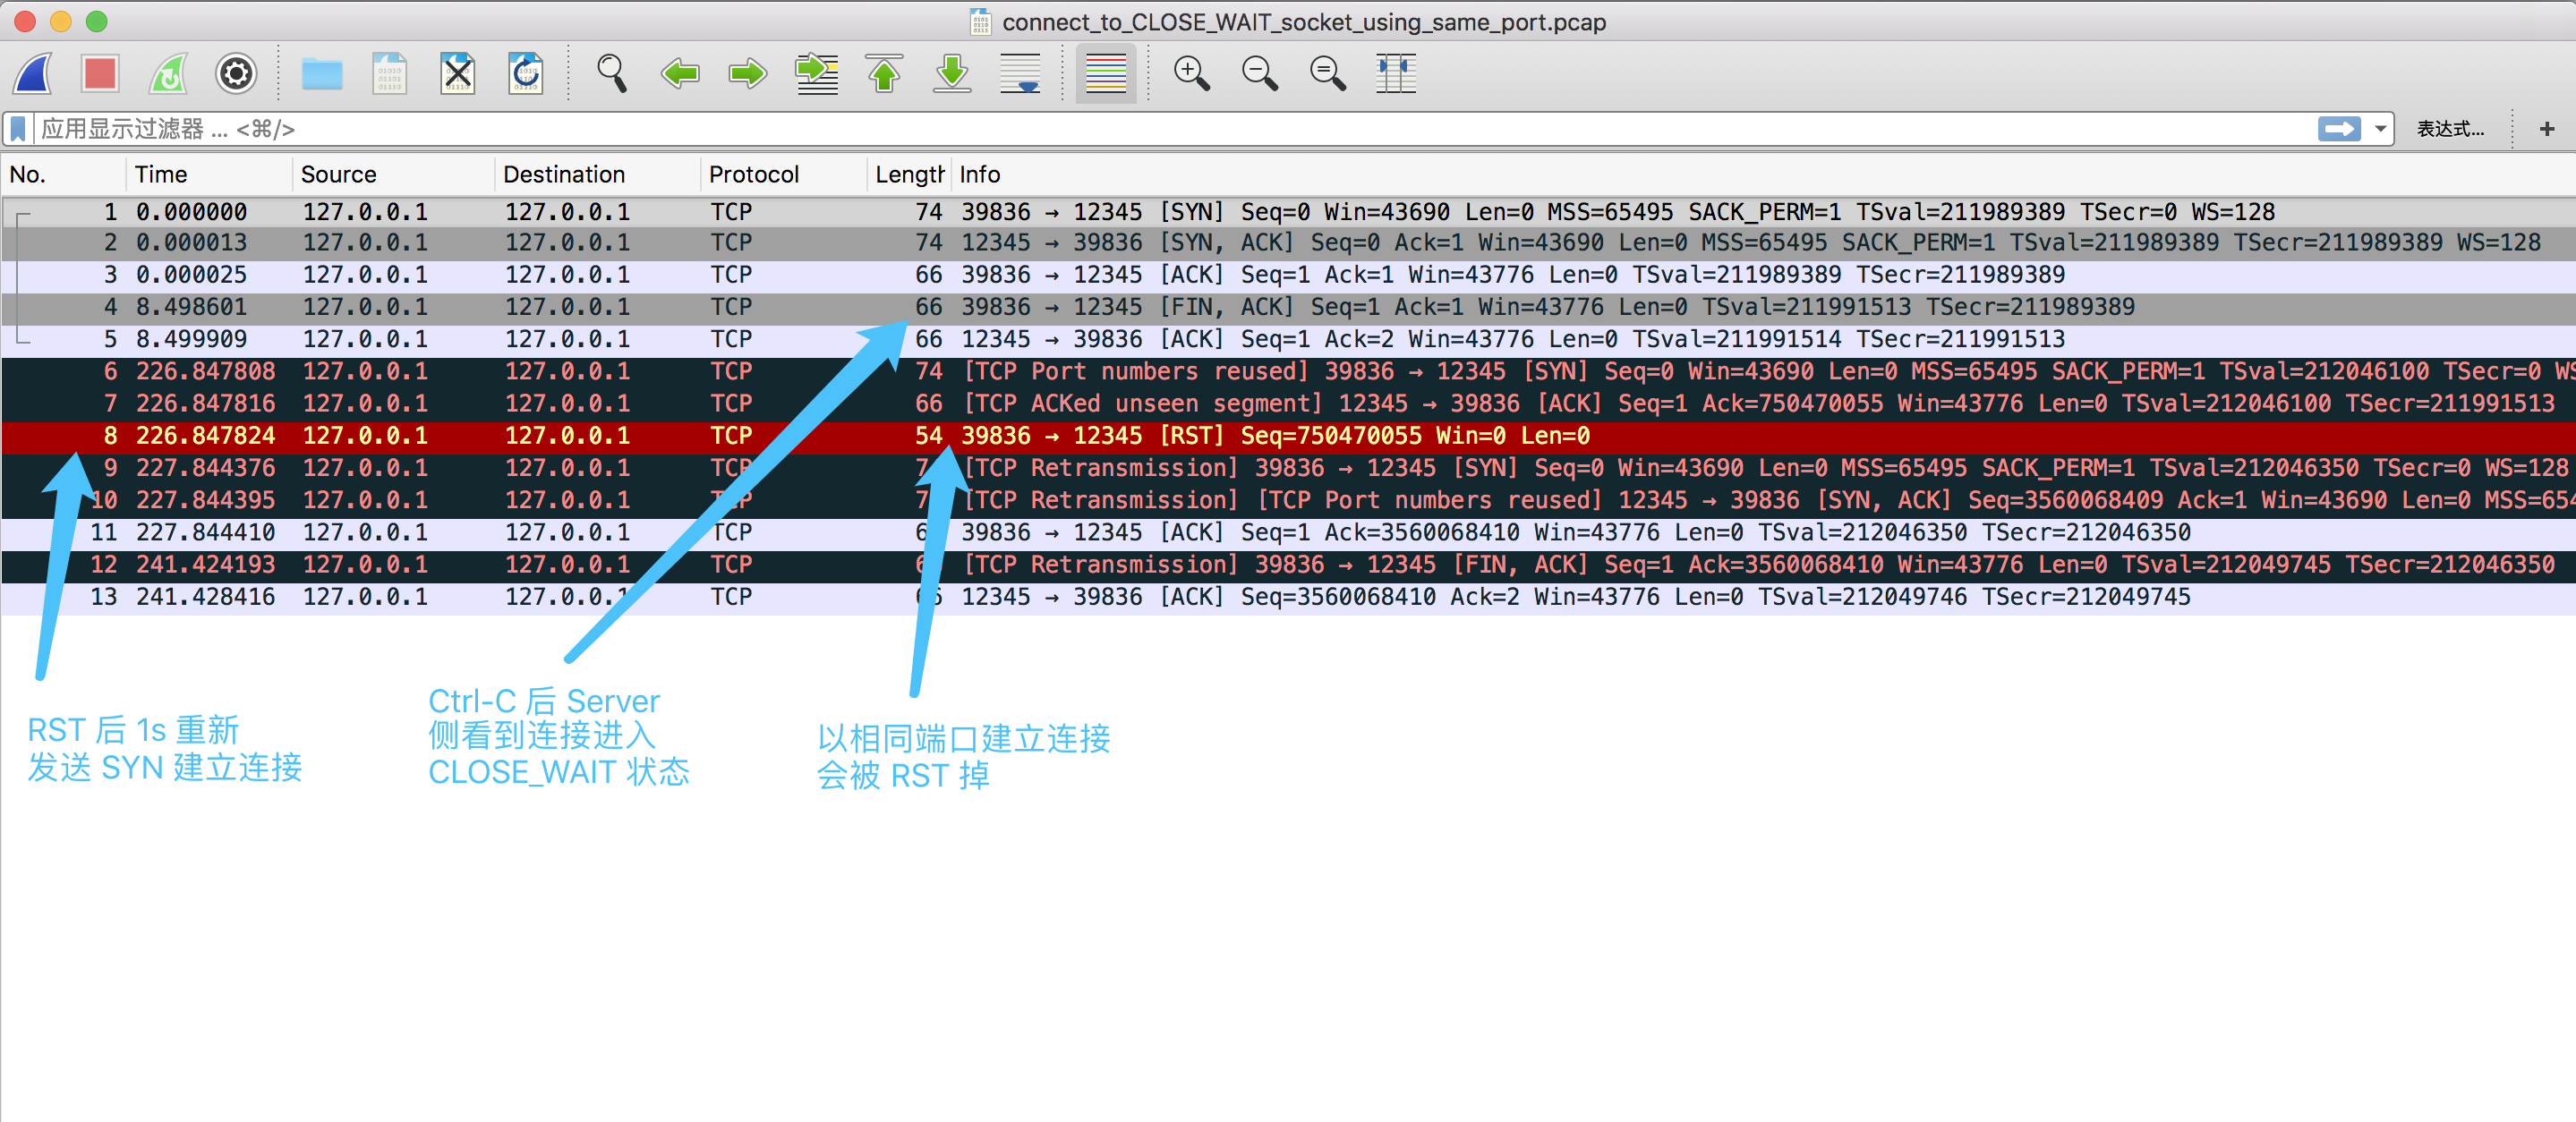 connect_to_CLOSE_WAIT_socket_using_same_port.pcap
应用显示过滤器 ... <⌘/>
表达式...
+
No. Time Source Destination Protocol Length Info
1 0.000000 127.0.0.1 127.0.0.1 TCP 74 39836 → 12345 [SYN] Seq=0 Win=43690 Len=0 MSS=65495 SACK_PERM=1 TSval=211989389 TSecr=0 WS=128
2 0.000013 127.0.0.1 127.0.0.1 TCP 74 12345 → 39836 [SYN, ACK] Seq=0 Ack=1 Win=43690 Len=0 MSS=65495 SACK_PERM=1 TSval=211989389 TSecr=211989389 WS=128
3 0.000025 127.0.0.1 127.0.0.1 TCP 66 39836 → 12345 [ACK] Seq=1 Ack=1 Win=43776 Len=0 TSval=211989389 TSecr=211989389
4 8.498601 127.0.0.1 127.0.0.1 TCP 66 39836 → 12345 [FIN, ACK] Seq=1 Ack=1 Win=43776 Len=0 TSval=211991513 TSecr=211989389
5 8.499909 127.0.0.1 127.0.0.1 TCP 66 12345 → 39836 [ACK] Seq=1 Ack=2 Win=43776 Len=0 TSval=211991514 TSecr=211991513
6 226.847808 127.0.0.1 127.0.0.1 TCP 74 [TCP Port numbers reused] 39836 → 12345 [SYN] Seq=0 Win=43690 Len=0 MSS=65495 SACK_PERM=1 TSval=212046100 TSecr=0 WS
7 226.847816 127.0.0.1 127.0.0.1 TCP 66 [TCP ACKed unseen segment] 12345 → 39836 [ACK] Seq=1 Ack=750470055 Win=43776 Len=0 TSval=212046100 TSecr=211991513
8 226.847824 127.0.0.1 127.0.0.1 TCP 54 39836 → 12345 [RST] Seq=750470055 Win=0 Len=0
9 227.844376 127.0.0.1 127.0.0.1 TCP 7 [TCP Retransmission] 39836 → 12345 [SYN] Seq=0 Win=43690 Len=0 MSS=65495 SACK_PERM=1 TSval=212046350 TSecr=0 WS=128
10 227.844395 127.0.0.1 127.0.0.1 TCP 7 [TCP Retransmission] [TCP Port numbers reused] 12345 → 39836 [SYN, ACK] Seq=3560068409 Ack=1 Win=43690 Len=0 MSS=654
11 227.844410 127.0.0.1 127.0.0.1 TCP 6 39836 → 12345 [ACK] Seq=1 Ack=3560068410 Win=43776 Len=0 TSval=212046350 TSecr=212046350
12 241.424193 127.0.0.1 127.0.0.1 TCP 6 [TCP Retransmission] 39836 → 12345 [FIN, ACK] Seq=1 Ack=3560068410 Win=43776 Len=0 TSval=212049745 TSecr=212046350
13 241.428416 127.0.0.1 127.0.0.1 TCP 66 12345 → 39836 [ACK] Seq=3560068410 Ack=2 Win=43776 Len=0 TSval=212049746 TSecr=212049745
RST 后 1s 重新
发送 SYN 建立连接
Ctrl-C 后 Server
侧看到连接进入
CLOSE_WAIT 状态
以相同端口建立连接
会被 RST 掉